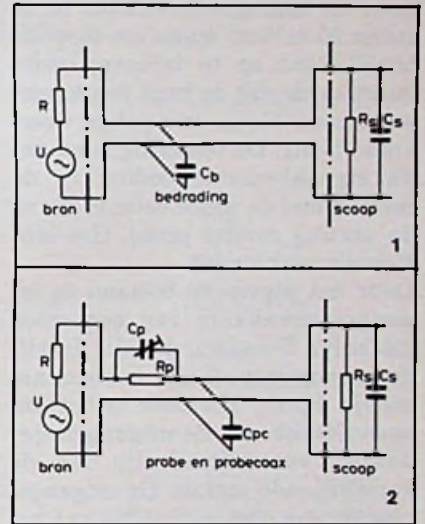 R
U
bron
Cb
bedrading
Rs
Cs
scoop
1
R
U
bron
Cp
Rp
Cpc
probe en probecoax
Rs
Cs
scoop
2